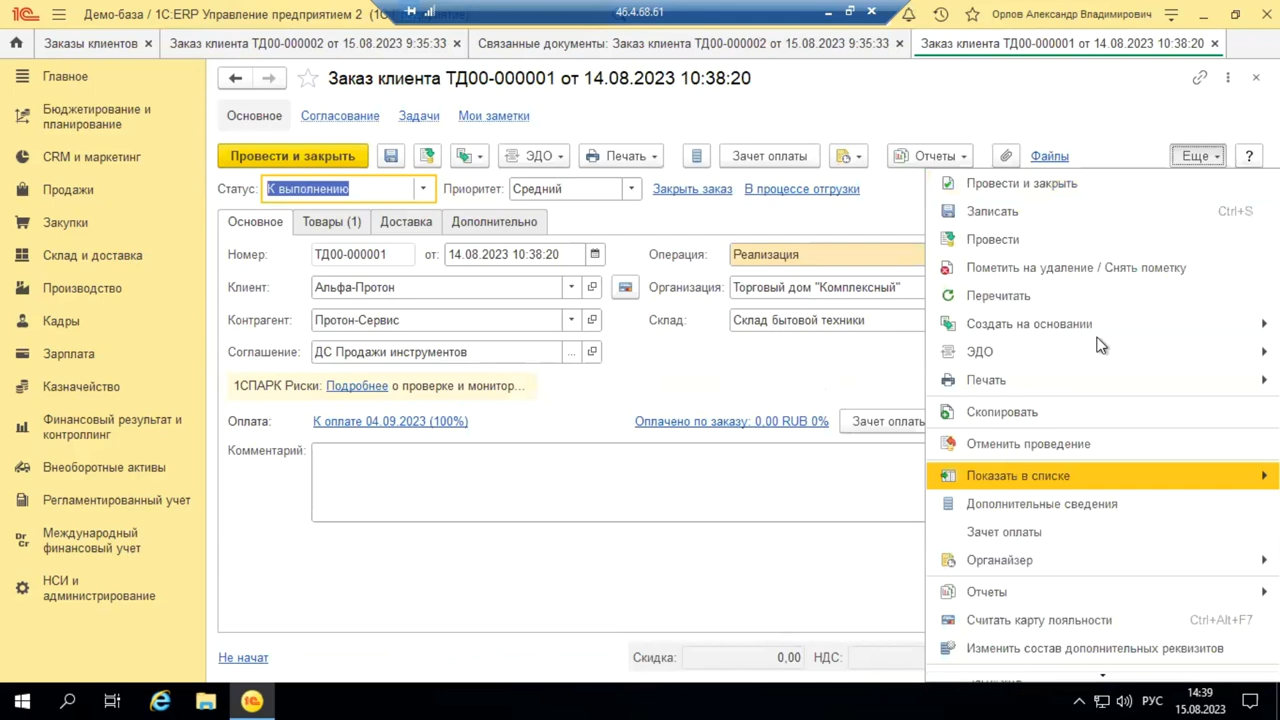 Демо-база / 1C:ERP Управление предприятием 2 (1С
46.4.68.61
Орлов Александр Владимирович
Заказы клиентов
Заказ клиента ТД00-000002 от 15.08.2023 9:35:33
Связанные документы: Заказ клиента ТД00-000002 от 15.08.2023 9:35:33
Заказ клиента ТД00-000001 от 14.08.2023 10:38:20
Главное
Бюджетирование и
планирование
CRM и маркетинг
Продажи
Закупки
Склад и доставка
Производство
Кадры
Зарплата
Казначейство
Финансовый результат и
контроллинг
Внеоборотные активы
Регламентированный учет
Международный
финансовый учет
НСИ и
администрирование
Заказ клиента ТД00-000001 от 14.08.2023 10:38:20
Основное
Согласование
Задачи
Мои заметки
Провести и закрыть
ЭДО
Печать
Зачет оплаты
Отчеты
Файлы
Еще
?
Статус: К выполнению
Приоритет: Средний
Закрыть заказ
В процессе отгрузки
Основное
Товары (1)
Доставка
Дополнительно
Номер: ТД00-000001 от: 14.08.2023 10:38:20
Операция: Реализация
Клиент: Альфа-Протон
Организация: Торговый дом "Комплексный"
Контрагент: Протон-Сервис
Склад: Склад бытовой техники
Соглашение: ДС Продажи инструментов
...
1СПАРК Риски: Подробнее о проверке и монитор...
Оплата: К оплате 04.09.2023 (100%)
Оплачено по заказу: 0.00 RUB 0%
Зачет оплаты
Комментарий:
Не начат
Скидка: 0,00 НДС:
Провести и закрыть
Записать Ctrl+S
Провести
Пометить на удаление / Снять пометку
Перечитать
Создать на основании
ЭДО
Печать
Скопировать
Отменить проведение
Показать в списке
Дополнительные сведения
Зачет оплаты
Органайзер
Отчеты
Считать карту лояльности Ctrl+Alt+F7
Изменить состав дополнительных реквизитов
РУС
14:39
15.08.2023